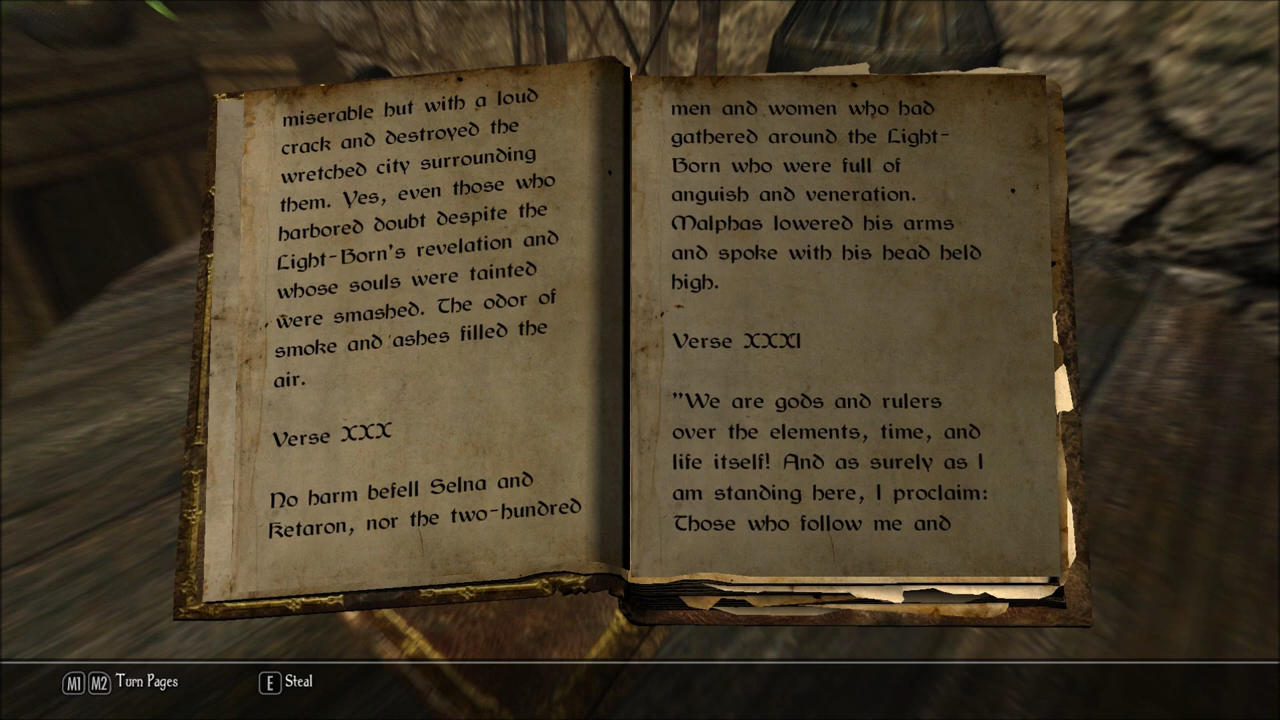 miserable hut with a loud
crack and destroyed the
wretched city surrounding
them. Yes, even those who
harbored doubt despite the
Light-Born's revelation and
whose souls were tainted
were smashed. The odor of
smoke and ashes filled the
air.
Verse XXX
No harm befell Selna and
Ketaron, nor the two-hundred
men and women who had
gathered around the Light-
Born who were full of
anguish and veneration.
Malphas lowered his arms
and spoke with his head held
high.
Verse XXXI
"We are gods and rulers
over the elements, time, and
life itself! And as surely as I
am standing here, I proclaim:
Those who follow me and
M1 M2 Turn Pages
E Steal